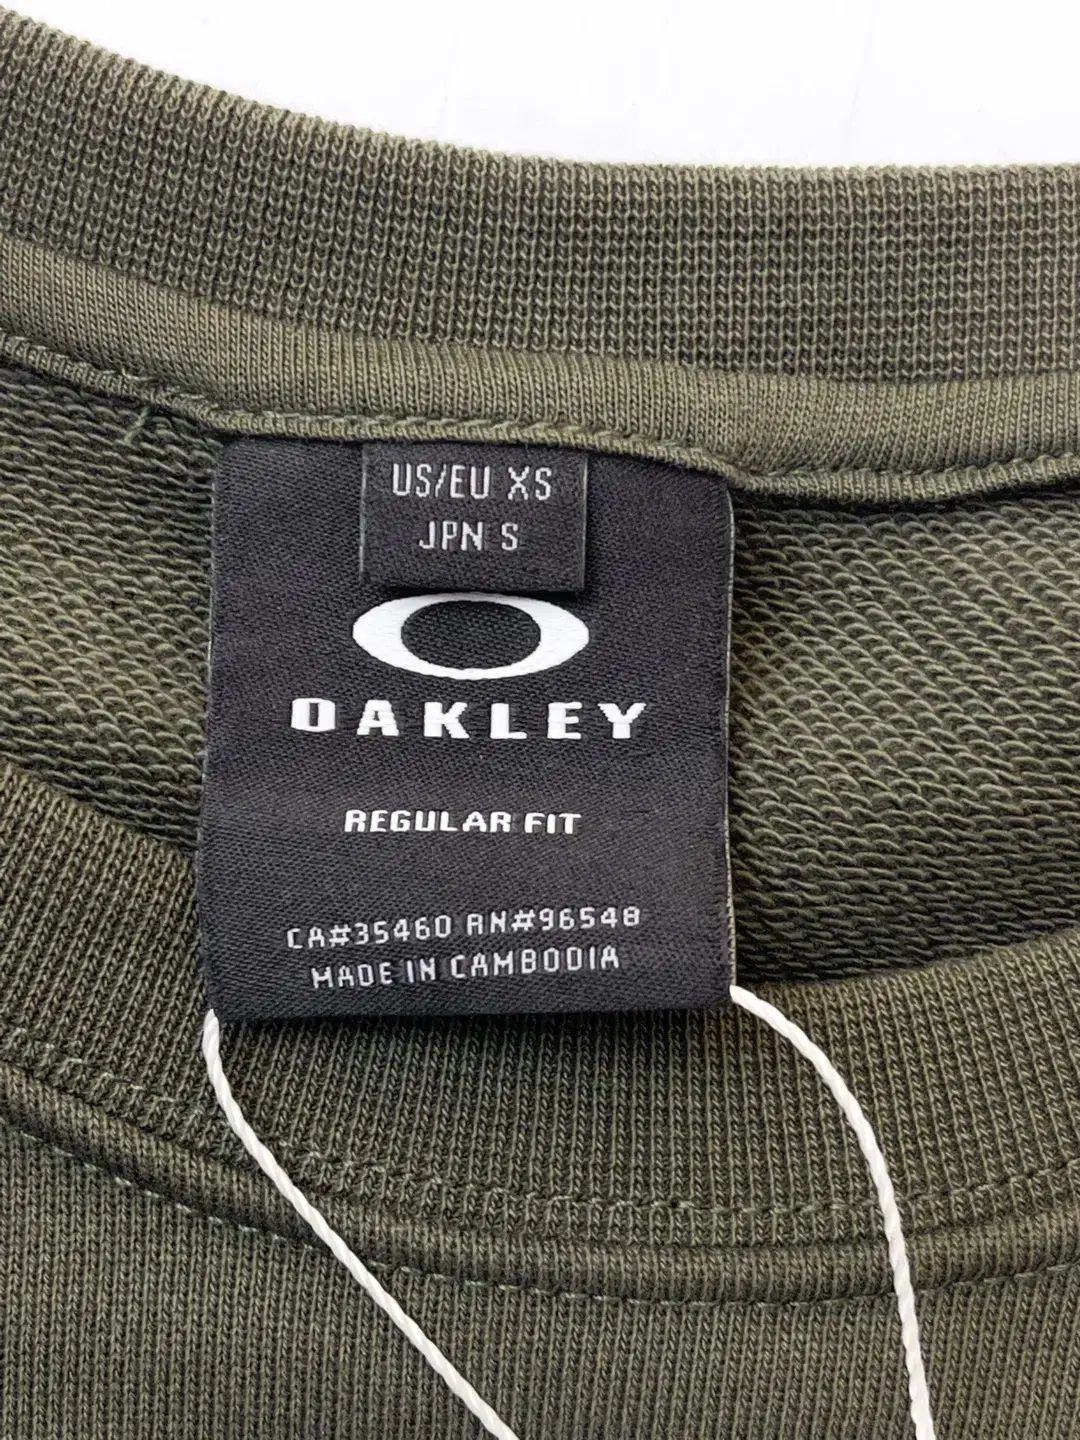 US/EU XS
JPN S
OAKLEY
REGULAR FIT
CA#35460 RN#96548
MADE IN CAMBODIA